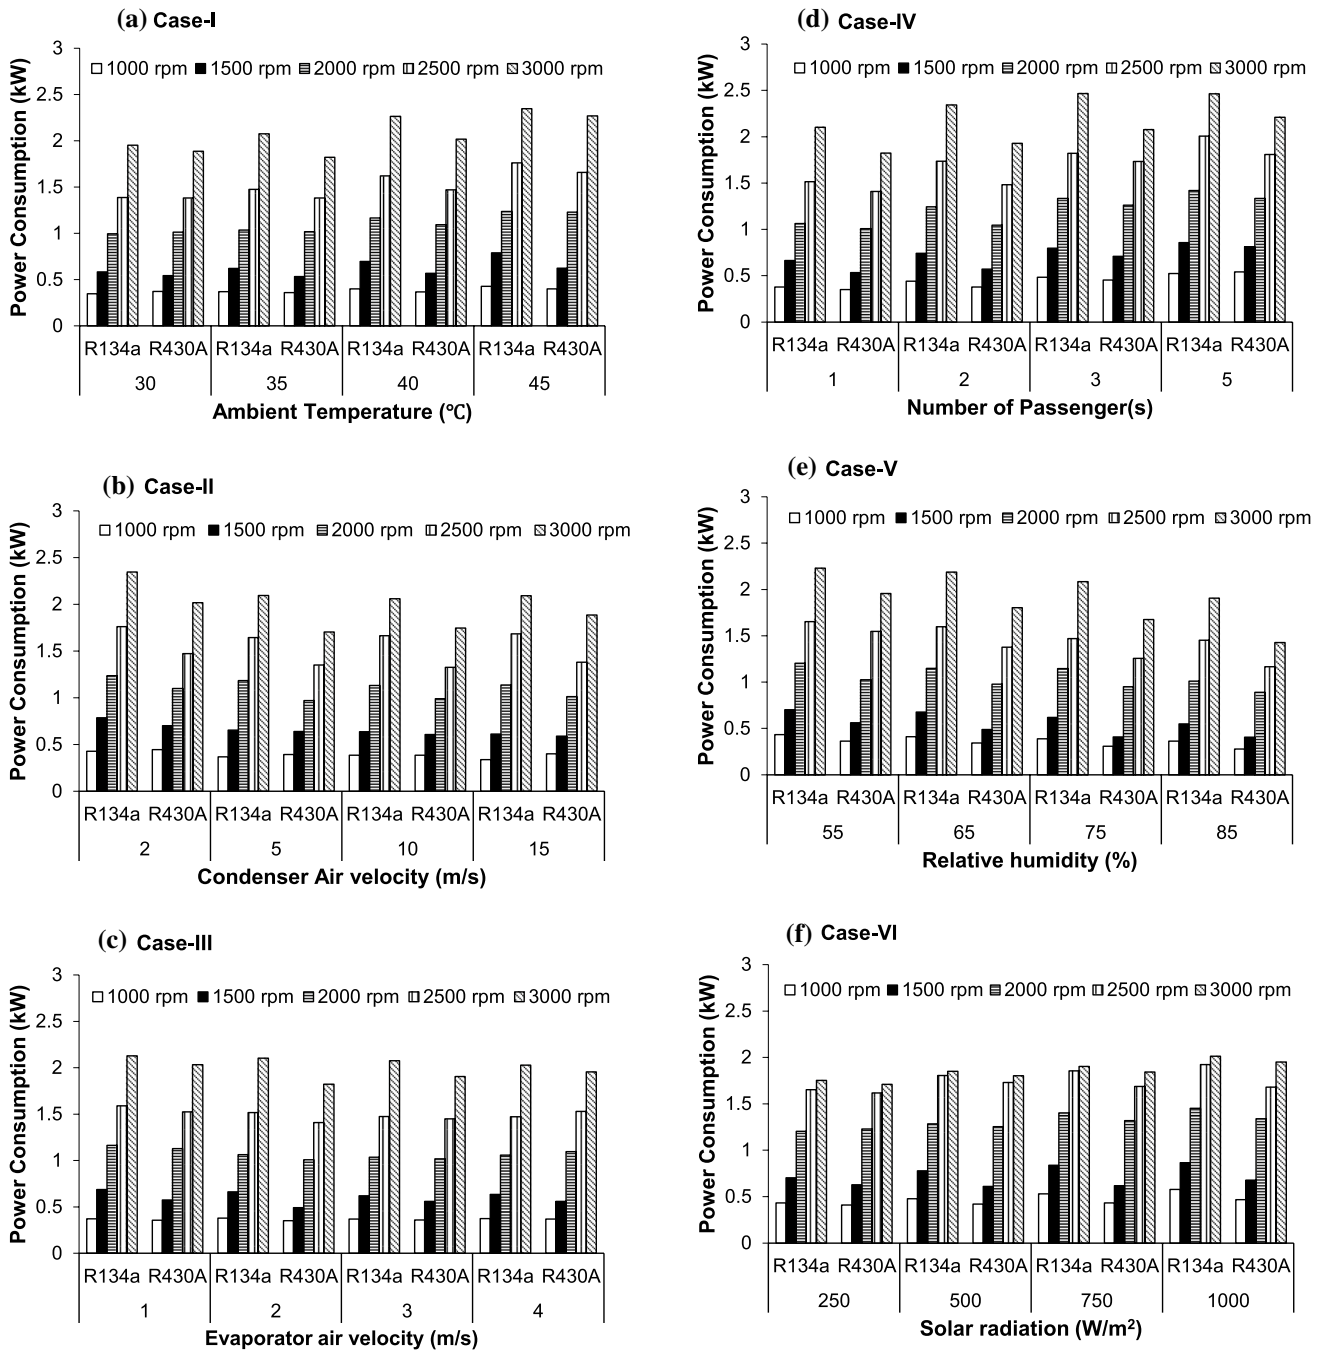 (a) Case-I
3
1000 rpm 1500 rpm 2000 rpm 2500 rpm 3000 rpm
2.5
2
1.5
1
0.5
0
Power Consumption (kW)
R134a R430A R134a R430A R134a R430A R134a R430A
30 35 40 45
Ambient Temperature (℃)
(b) Case-II
3
1000 rpm 1500 rpm 2000 rpm 2500 rpm 3000 rpm
2.5
2
1.5
1
0.5
0
Power Consumption (kW)
R134a R430A R134a R430A R134a R430A R134a R430A
2 5 10 15
Condenser Air velocity (m/s)
(c) Case-III
3
1000 rpm 1500 rpm 2000 rpm 2500 rpm 3000 rpm
2.5
2
1.5
1
0.5
0
Power Consumption (kW)
R134a R430A R134a R430A R134a R430A R134a R430A
1 2 3 4
Evaporator air velocity (m/s)
(d) Case-IV
3
1000 rpm 1500 rpm 2000 rpm 2500 rpm 3000 rpm
2.5
2
1.5
1
0.5
0
Power Consumption (kW)
R134a R430A R134a R430A R134a R430A R134a R430A
1 2 3 5
Number of Passenger(s)
(e) Case-V
3
1000 rpm 1500 rpm 2000 rpm 2500 rpm 3000 rpm
2.5
2
1.5
1
0.5
0
Power Consumption (kW)
R134a R430A R134a R430A R134a R430A R134a R430A
55 65 75 85
Relative humidity (%)
(f) Case-VI
3
1000 rpm 1500 rpm 2000 rpm 2500 rpm 3000 rpm
2.5
2
1.5
1
0.5
0
Power Consumption (kW)
R134a R430A R134a R430A R134a R430A R134a R430A
250 500 750 1000
Solar radiation (W/m²)